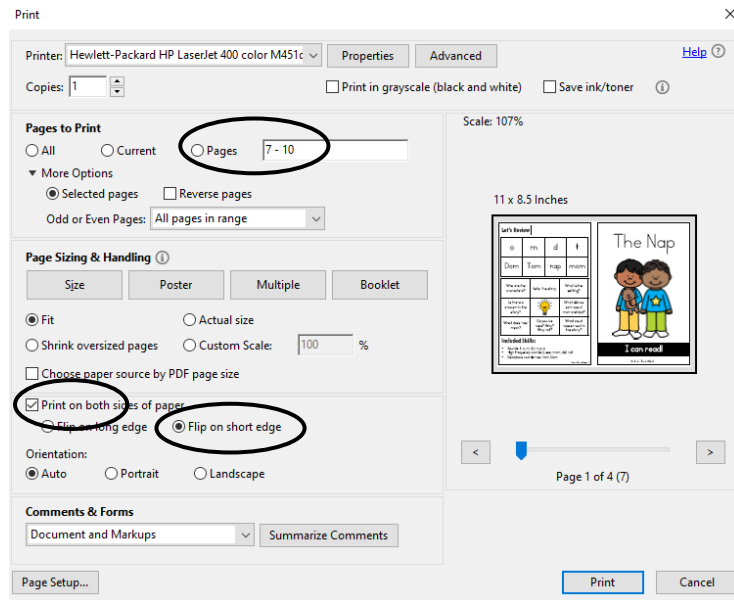 Print
Printer: Hewlett-Packard HP LaserJet 400 color M451c Properties Advanced Help
Copies: 1 Print in grayscale (black and white) Save ink/toner
Pages to Print
All Current Pages 7 - 10
More Options
Selected pages Reverse pages
Odd or Even Pages: All pages in range
Page Sizing & Handling
Size Poster Multiple Booklet
Fit Actual size
Shrink oversized pages Custom Scale: 100 %
Choose paper source by PDF page size
Print on both sides of paper
Flip on long edge Flip on short edge
Orientation:
Auto Portrait Landscape
Comments & Forms
Document and Markups Summarize Comments
Page Setup...
Scale: 107%
11 x 8.5 Inches
Let's Review
o m d t
Dom Tom nap mom
Included Skills:
The Nap
I can read!
< >
Page 1 of 4 (7)
Print Cancel